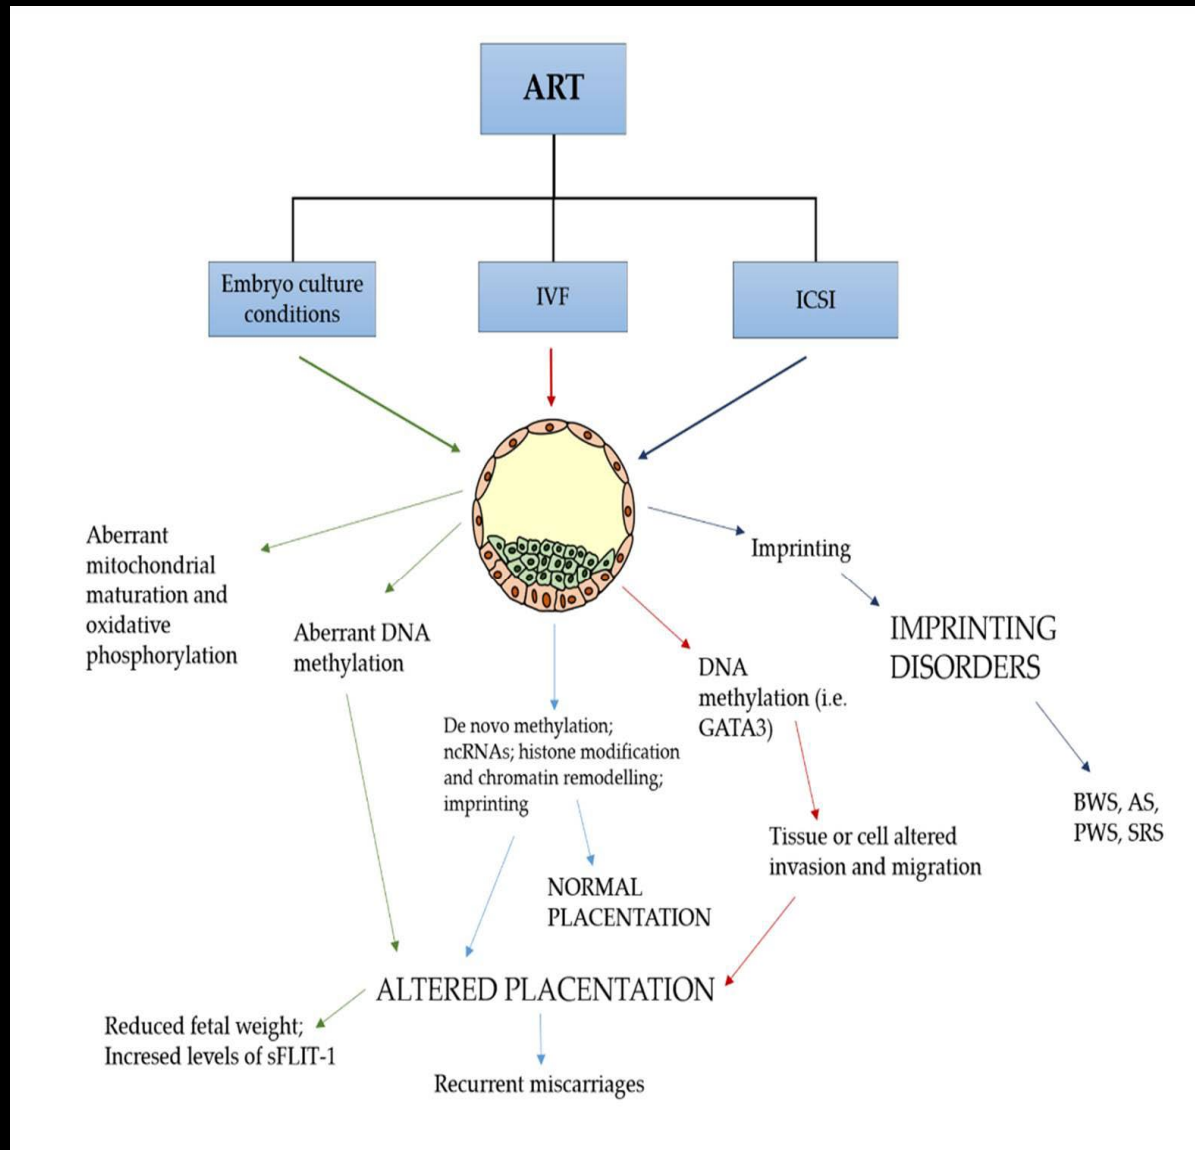 ART
Embryo culture
conditions
IVF
ICSI
Aberrant
mitochondrial
maturation and
oxidative
phosphorylation
Aberrant DNA
methylation
De novo methylation;
ncRNAs; histone modification
and chromatin remodelling;
imprinting
NORMAL
PLACENTATION
DNA
methylation (i.e.
GATA3)
Tissue or cell altered
invasion and migration
Imprinting
IMPRINTING
DISORDERS
BWS, AS,
PWS, SRS
ALTERED PLACENTATION
Reduced fetal weight;
Incresed levels of sFLIT-1
Recurrent miscarriages